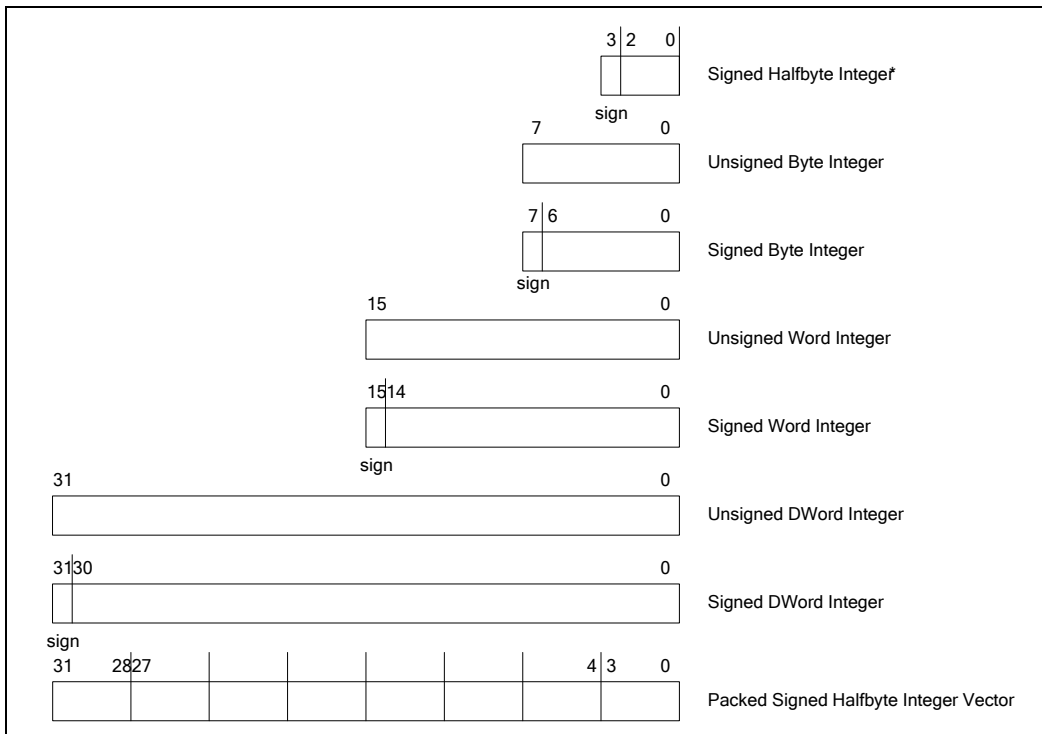 3 2 0
Signed Halfbyte Integer*
sign
7 0
Unsigned Byte Integer
7 6 0
Signed Byte Integer
sign
15 0
Unsigned Word Integer
15 14 0
Signed Word Integer
sign
31 0
Unsigned DWord Integer
31 30 0
Signed DWord Integer
sign
31 28 27 4 3 0
Packed Signed Halfbyte Integer Vector